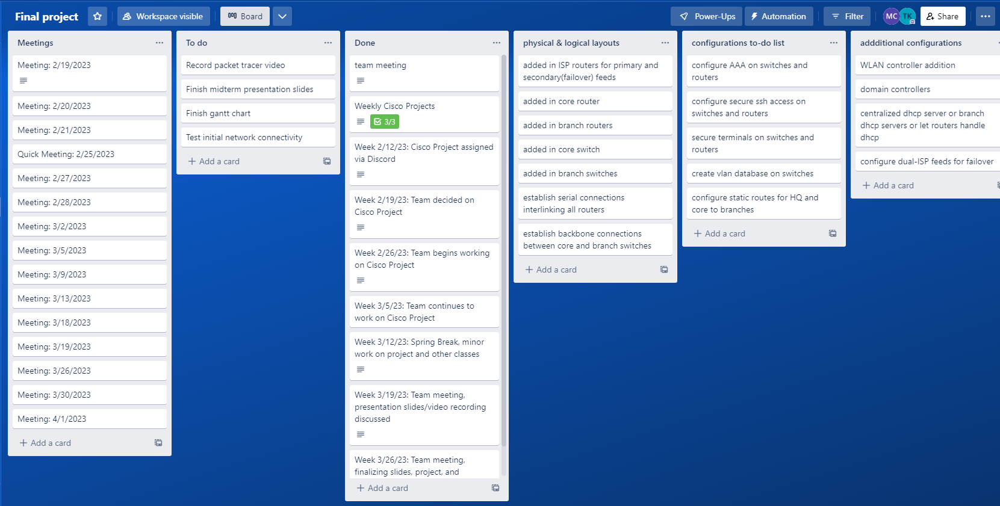 Final project
Workspace visible
Board
Power-Ups
Automation
Filter
MC
TK
Share
Meetings
Meeting: 2/19/2023
Meeting: 2/20/2023
Meeting: 2/21/2023
Quick Meeting: 2/25/2023
Meeting: 2/27/2023
Meeting: 2/28/2023
Meeting: 3/2/2023
Meeting: 3/5/2023
Meeting: 3/9/2023
Meeting: 3/13/2023
Meeting: 3/18/2023
Meeting: 3/19/2023
Meeting: 3/26/2023
Meeting: 3/30/2023
Meeting: 4/1/2023
+ Add a card
To do
Record packet tracer video
Finish midterm presentation slides
Finish gantt chart
Test initial network connectivity
+ Add a card
Done
team meeting
Weekly Cisco Projects
3/3
Week 2/12/23: Cisco Project assigned
via Discord
Week 2/19/23: Team decided on
Cisco Project
Week 2/26/23: Team begins working
on Cisco Project
Week 3/5/23: Team continues to
work on Cisco Project
Week 3/12/23: Spring Break, minor
work on project and other classes
Week 3/19/23: Team meeting,
presentation slides/video recording
discussed
Week 3/26/23: Team meeting,
finalizing slides, project, and
+ Add a card
physical & logical layouts
added in ISP routers for primary and
secondary(failover) feeds
added in core router
added in branch routers
added in core switch
added in branch switches
establish serial connections
interlinking all routers
establish backbone connections
between core and branch switches
+ Add a card
configurations to-do list
configure AAA on switches and
routers
configure secure ssh access on
switches and routers
secure terminals on switches and
routers
create vlan database on switches
configure static routes for HQ and
core to branches
+ Add a card
addditional configurations
WLAN controller addition
domain controllers
centralized dhcp server or branch
dhcp servers or let routers handle
dhcp
configure dual-ISP feeds for failover
+ Add a card